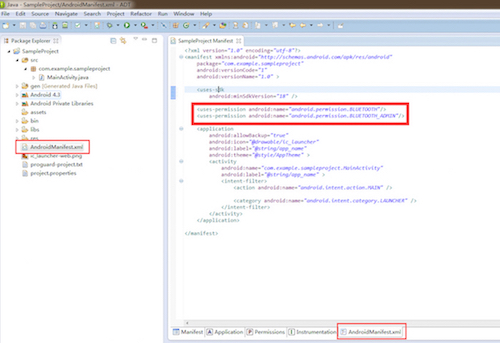 Java - SampleProject/AndroidManifest.xml - ADT
File Edit Refactor Source Navigate Search Project Refactor Run Window Help
Package Explorer
SampleProject
src
com.example.sampleproject
MainActivity.java
gen [Generated Java Files]
Android 4.3
Android Private Libraries
assets
bin
libs
res
AndroidManifest.xml
ic_launcher-web.png
proguard-project.txt
project.properties
SampleProject Manifest
<?xml version="1.0" encoding="utf-8"?>
<manifest xmlns:android="http://schemas.android.com/apk/res/android"
package="com.example.sampleproject"
android:versionCode="1"
android:versionName="1.0" >
<uses-sdk
android:minSdkVersion="18" />
<uses-permission android:name="android.permission.BLUETOOTH"/>
<uses-permission android:name="android.permission.BLUETOOTH_ADMIN"/>
<application
android:allowBackup="true"
android:icon="@drawable/ic_launcher"
android:label="@string/app_name"
android:theme="@style/AppTheme" >
<activity
android:name="com.example.sampleproject.MainActivity"
android:label="@string/app_name" >
<intent-filter>
<action android:name="android.intent.action.MAIN" />
<category android:name="android.intent.category.LAUNCHER" />
</intent-filter>
</activity>
</application>
</manifest>
Manifest A Application P Permissions I Instrumentation AndroidManifest.xml